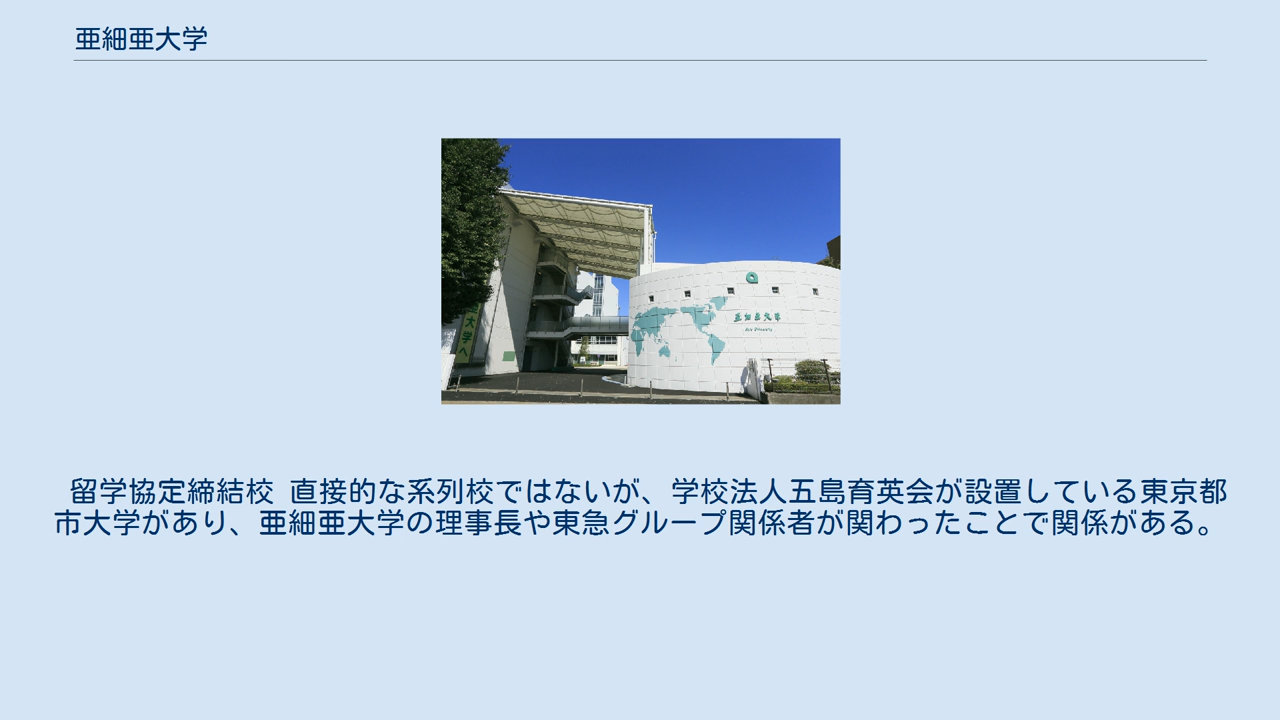 亜細亜大学
大学へ
亜細亜大学
Asia University
留学協定締結校 直接的な系列校ではないが、学校法人五島育英会が設置している東京都
市大学があり、亜細亜大学の理事長や東急グループ関係者が関わったことで関係がある。